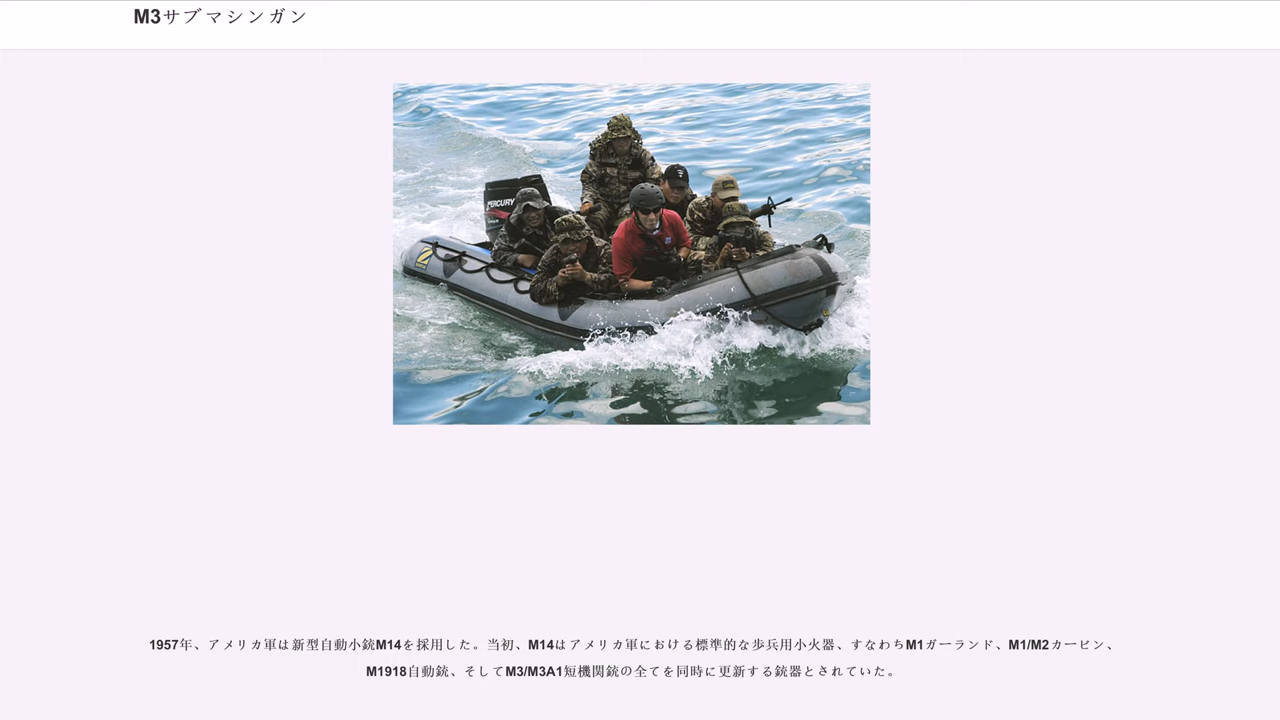 M3サブマシンガン
MERCURY
1957年、アメリカ軍は新型自動小銃M14を採用した。当初、M14はアメリカ軍における標準的な歩兵用小火器、すなわちM1ガーランド、M1/M2カービン、
M1918自動銃、そしてM3/M3A1短機関銃の全てを同時に更新する銃器とされていた。